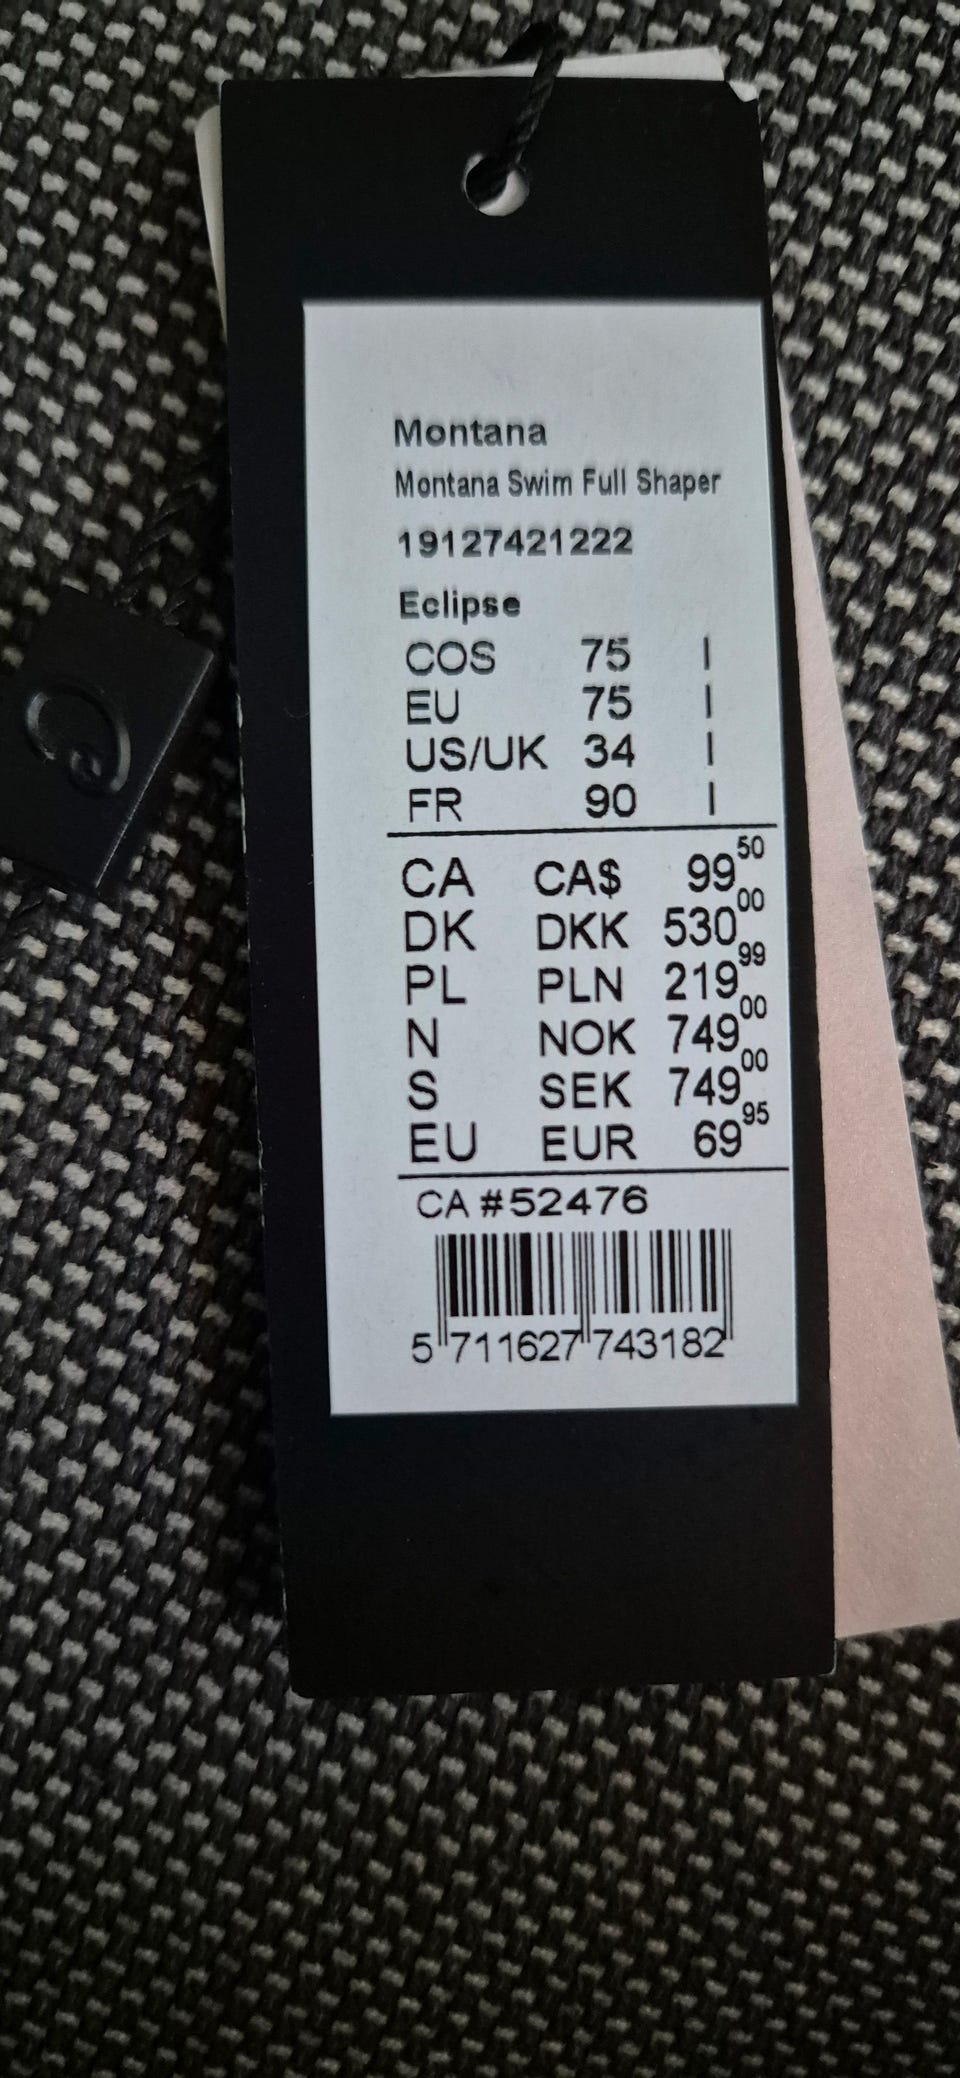 Montana
Montana Swim Full Shaper
19127421222
Eclipse
COS 75 I
EU 75 I
US/UK 34 I
FR 90 I
CA CA$ 99 50
DK DKK 530 00
PL PLN 219 99
N NOK 749 00
S SEK 749 00
EU EUR 69 95
CA #52476
5 711627 743182